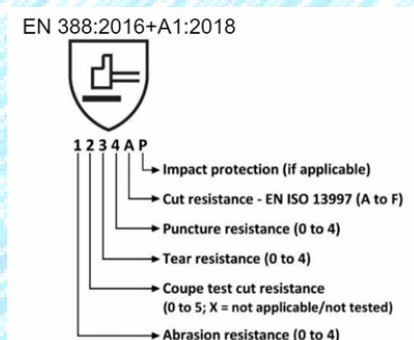 EN 388:2016+A1:2018
1 2 3 4 A P
Impact protection (if applicable)
Cut resistance - EN ISO 13997 (A to F)
Puncture resistance (0 to 4)
Tear resistance (0 to 4)
Coupe test cut resistance
(0 to 5; X = not applicable/not tested)
Abrasion resistance (0 to 4)